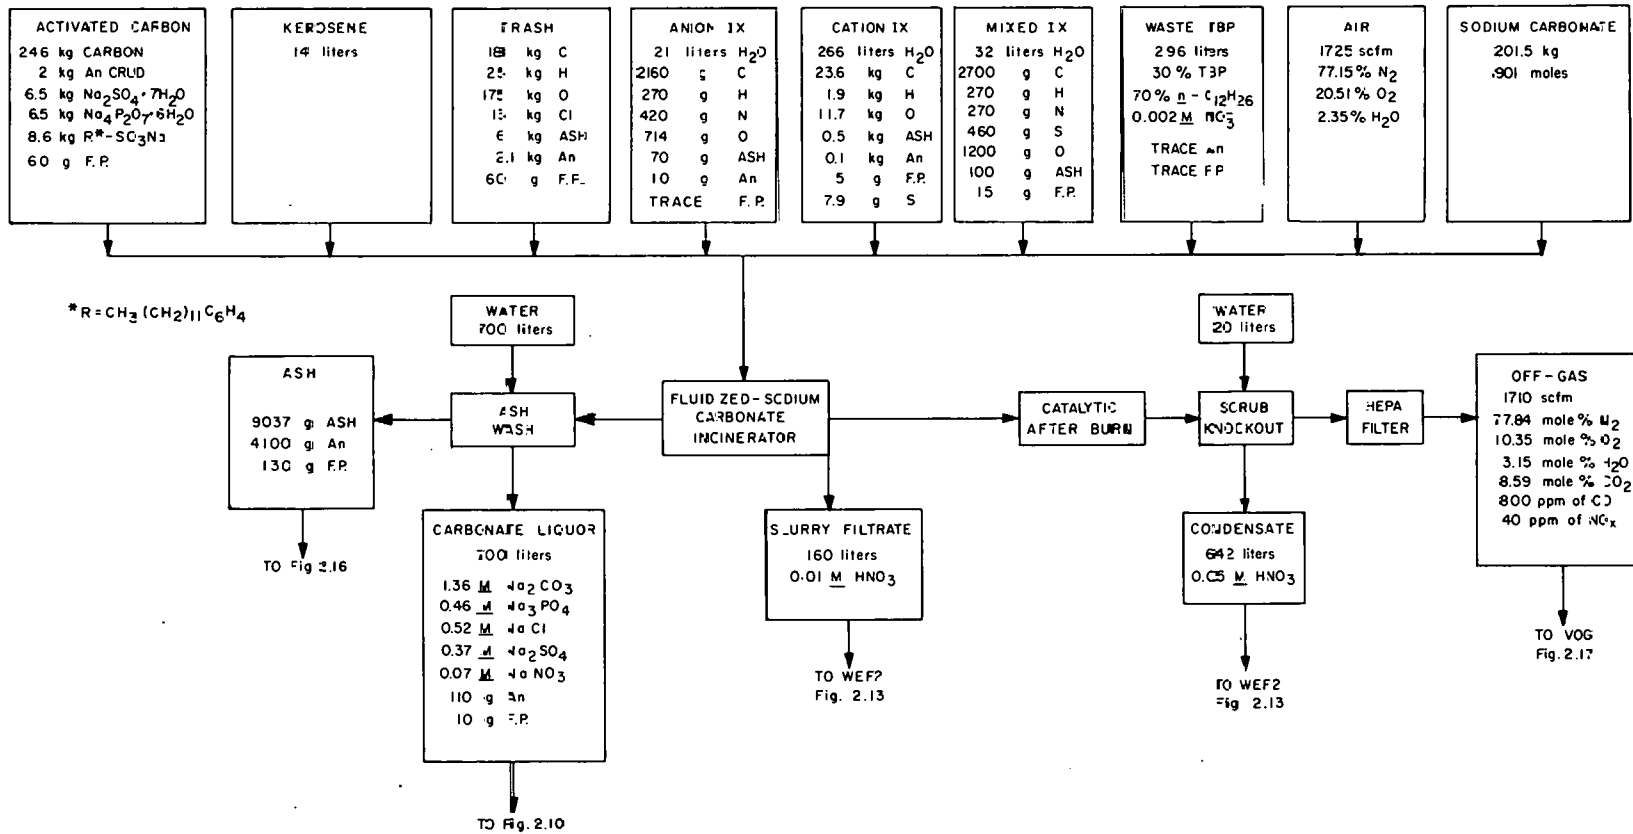 ACTIVATED CARBON
246 kg CARBON
2 kg An CRUD
6.5 kg Na2SO4·7H2O
6.5 kg Na4P2O7·6H2O
8.6 kg R*-SO3Na
60 g F.P.
KEROSENE
14 liters
TRASH
kg C
kg H
kg O
kg Cl
6 kg ASH
2.1 kg An
60 g F.P.
ANION IX
21 liters H2O
2160 g C
270 g H
420 g N
714 g O
70 g ASH
10 g An
TRACE F.P.
CATION IX
266 liters H2O
23.6 kg C
1.9 kg H
11.7 kg O
0.5 kg ASH
0.1 kg An
5 g F.P.
7.9 g S
MIXED IX
32 liters H2O
2700 g C
270 g H
270 g N
460 g S
1200 g O
100 g ASH
15 g F.P.
WASTE TBP
296 liters
30% TBP
70% n-C12H26
0.002 M NO3
TRACE An
TRACE FP
AIR
1725 scfm
77.15% N2
20.51% O2
2.35% H2O
SODIUM CARBONATE
201.5 kg
1901 moles
*R=CH3(CH2)11C6H4
WATER
700 liters
WATER
20 liters
ASH
9037 g ASH
4100 g An
130 g F.P.
TO Fig 2.16
ASH
WASH
FLUIDIZED-SODIUM
CARBONATE
INCINERATOR
CATALYTIC
AFTER BURN
SCRUB
KNOCKOUT
HEPA
FILTER
OFF-GAS
1710 scfm
77.84 mole % N2
10.35 mole % O2
3.15 mole % H2O
8.59 mole % CO2
800 ppm of CO
40 ppm of NOx
TO VOG
Fig. 2.17
CARBONATE LIQUOR
700 liters
1.36 M Na2CO3
0.46 M Na3PO4
0.52 M NaCl
0.37 M Na2SO4
0.07 M NaNO3
110 g An
10 g F.P.
TO Fig. 2.10
SLURRY FILTRATE
160 liters
0.01 M HNO3
TO WEF2
Fig. 2.13
CONDENSATE
642 liters
0.05 M HNO3
TO WEF2
Fig 2.13